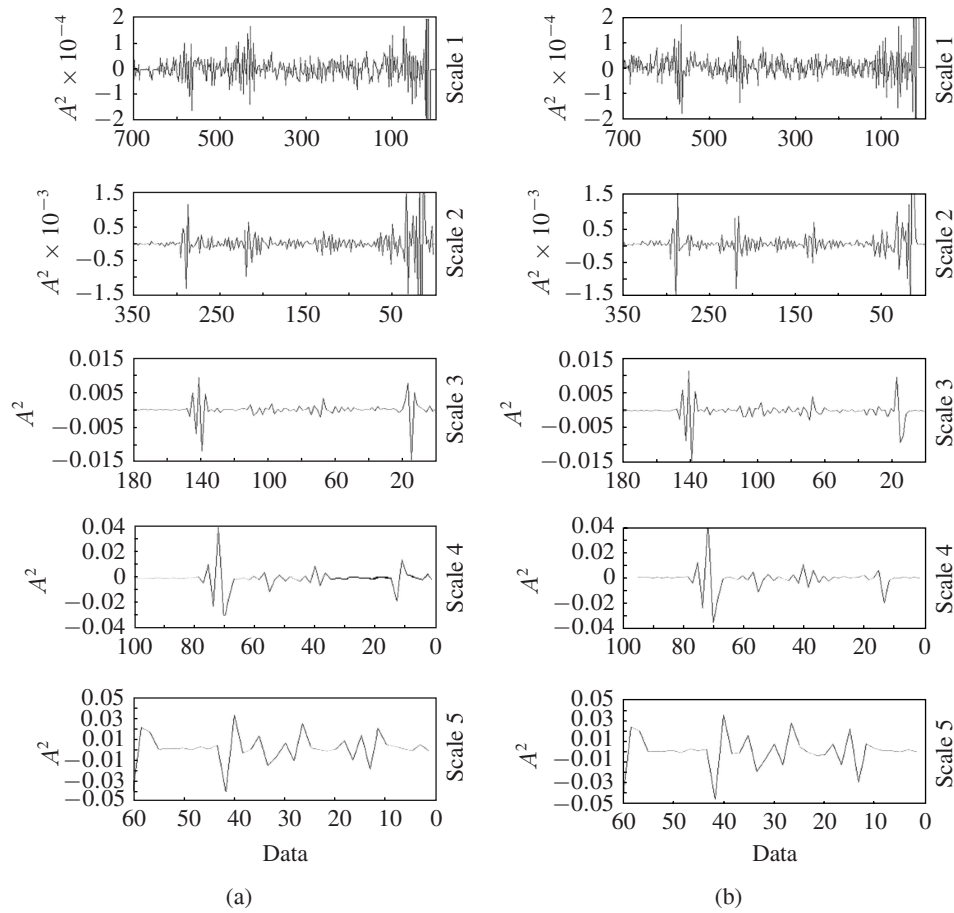 2
1
0
−1
−2
A² × 10⁻⁴
700 500 300 100
Scale 1
1.5
0.5
−0.5
−1.5
A² × 10⁻³
350 250 150 50
Scale 2
0.015
0.005
−0.005
−0.015
A²
180 140 100 60 20
Scale 3
0.04
0.02
0
−0.02
−0.04
A²
100 80 60 40 20 0
Scale 4
0.05
0.03
0.01
−0.01
−0.03
−0.05
A²
60 50 40 30 20 10 0
Scale 5
Data
(a)
2
1
0
−1
−2
A² × 10⁻⁴
700 500 300 100
Scale 1
1.5
0.5
−0.5
−1.5
A² × 10⁻³
350 250 150 50
Scale 2
0.015
0.005
−0.005
−0.015
A²
180 140 100 60 20
Scale 3
0.04
0.02
0
−0.02
−0.04
A²
100 80 60 40 20 0
Scale 4
0.05
0.03
0.01
−0.01
−0.03
−0.05
A²
60 50 40 30 20 10 0
Scale 5
Data
(b)